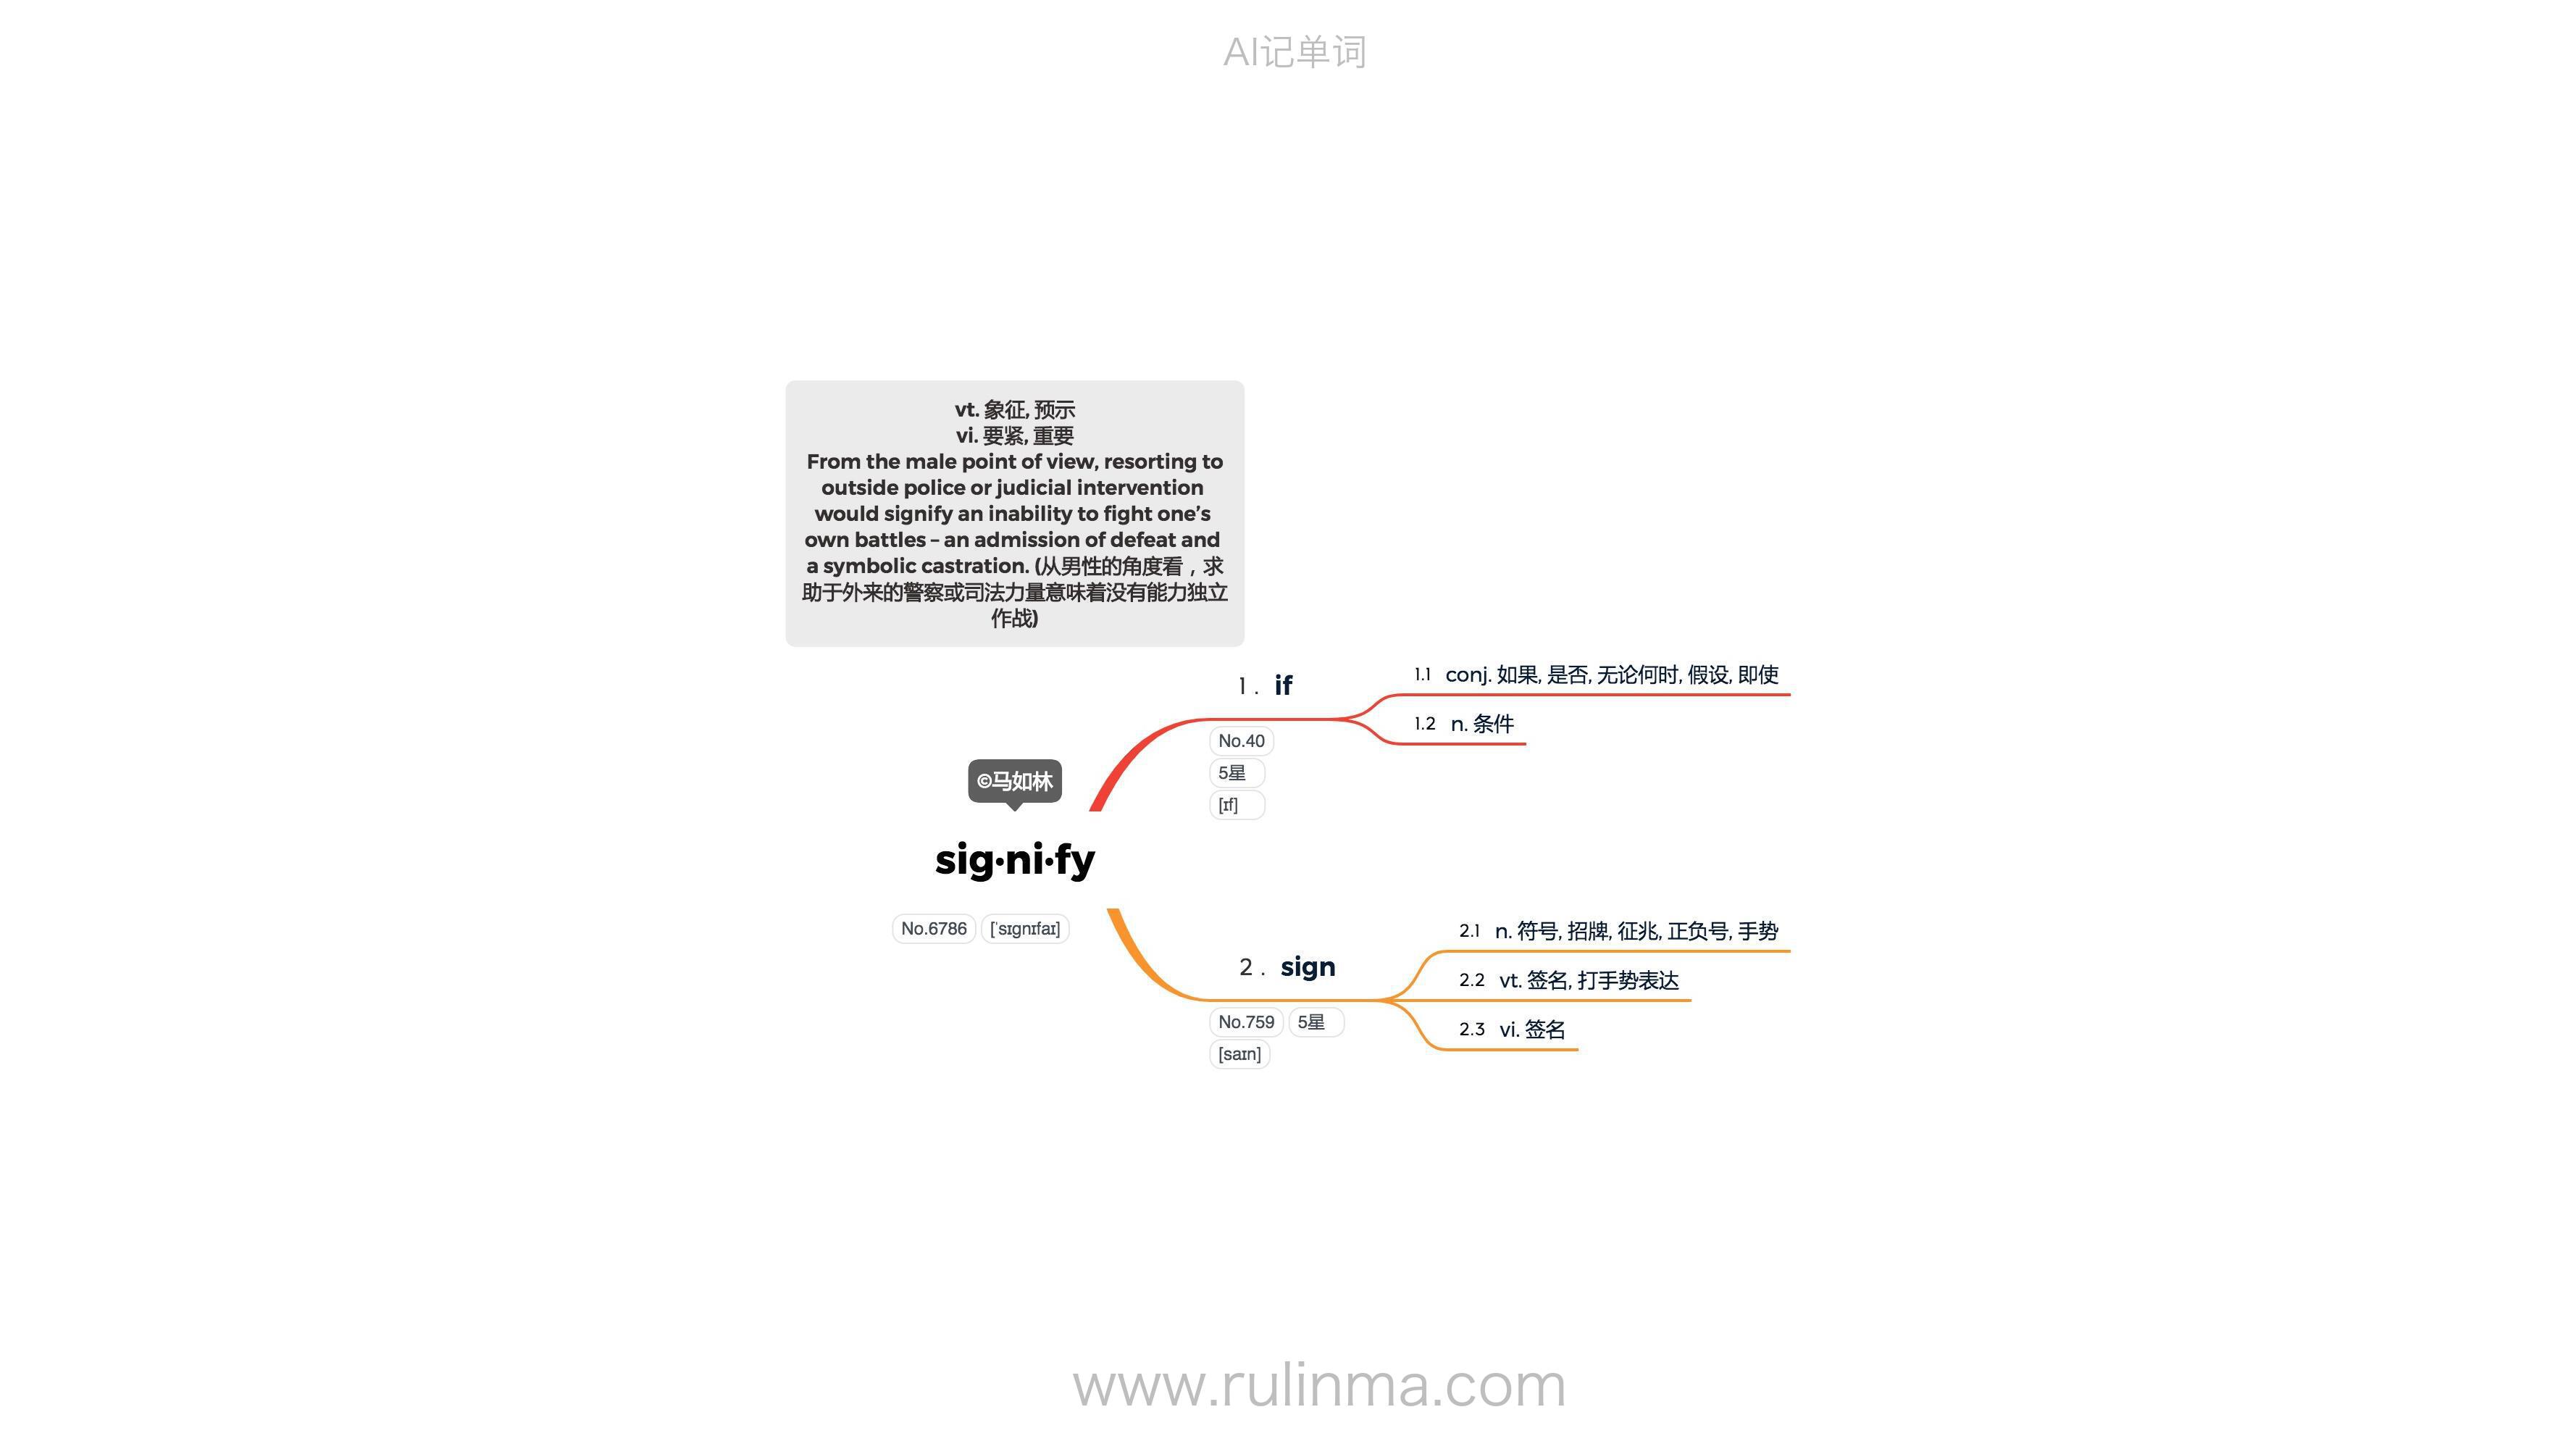 AI记单词
vt. 象征, 预示
vi. 要紧, 重要
From the male point of view, resorting to
outside police or judicial intervention
would signify an inability to fight one’s
own battles – an admission of defeat and
a symbolic castration. (从男性的角度看，求
助于外来的警察或司法力量意味着没有能力独立
作战)
©马如林
sig·ni·fy
No.6786 [ˈsɪgnɪfaɪ]
1. if
No.40
5星
[ɪf]
1.1 conj. 如果, 是否, 无论何时, 假设, 即使
1.2 n. 条件
2. sign
No.759 5星
[saɪn]
2.1 n. 符号, 招牌, 征兆, 正负号, 手势
2.2 vt. 签名, 打手势表达
2.3 vi. 签名
www.rulinma.com